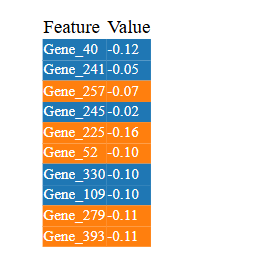 Feature Value
Gene_40 -0.12
Gene_241 -0.05
Gene_257 -0.07
Gene_245 -0.02
Gene_225 -0.16
Gene_52 -0.10
Gene_330 -0.10
Gene_109 -0.10
Gene_279 -0.11
Gene_393 -0.11